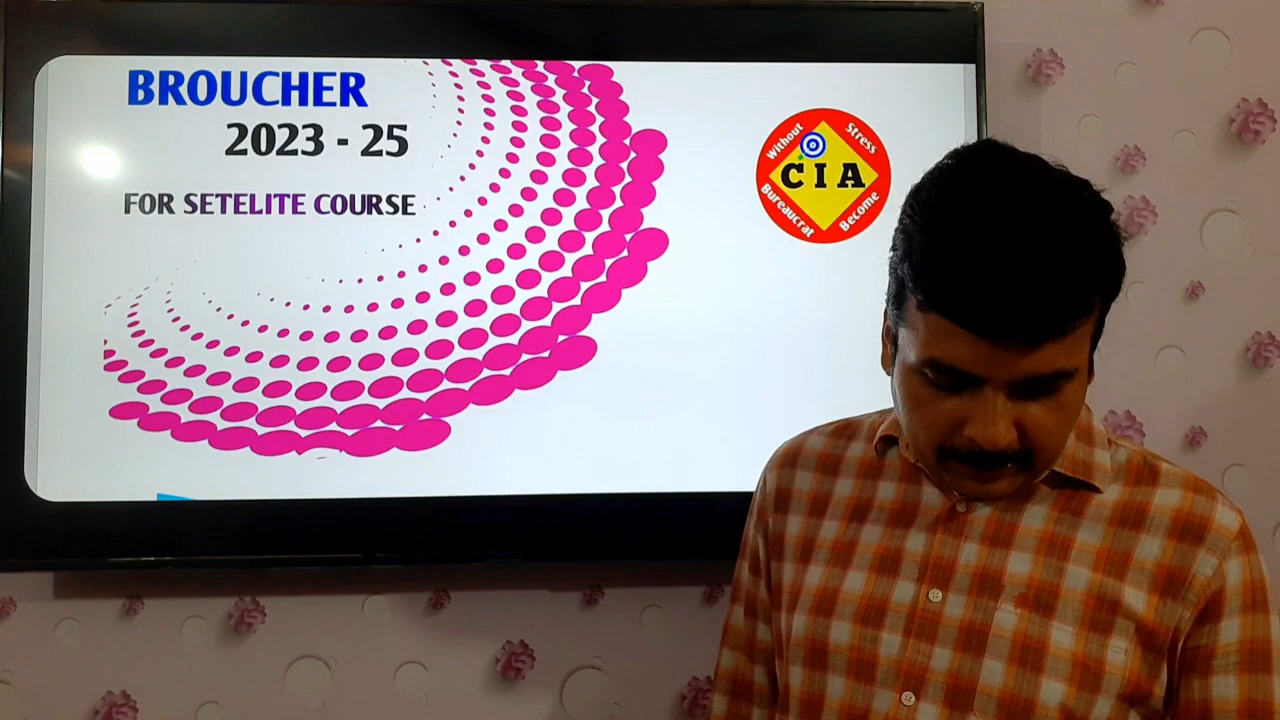 BROUCHER
2023 - 25
FOR SETELITE COURSE
Without Stress
CIA
Bureaucrat Become